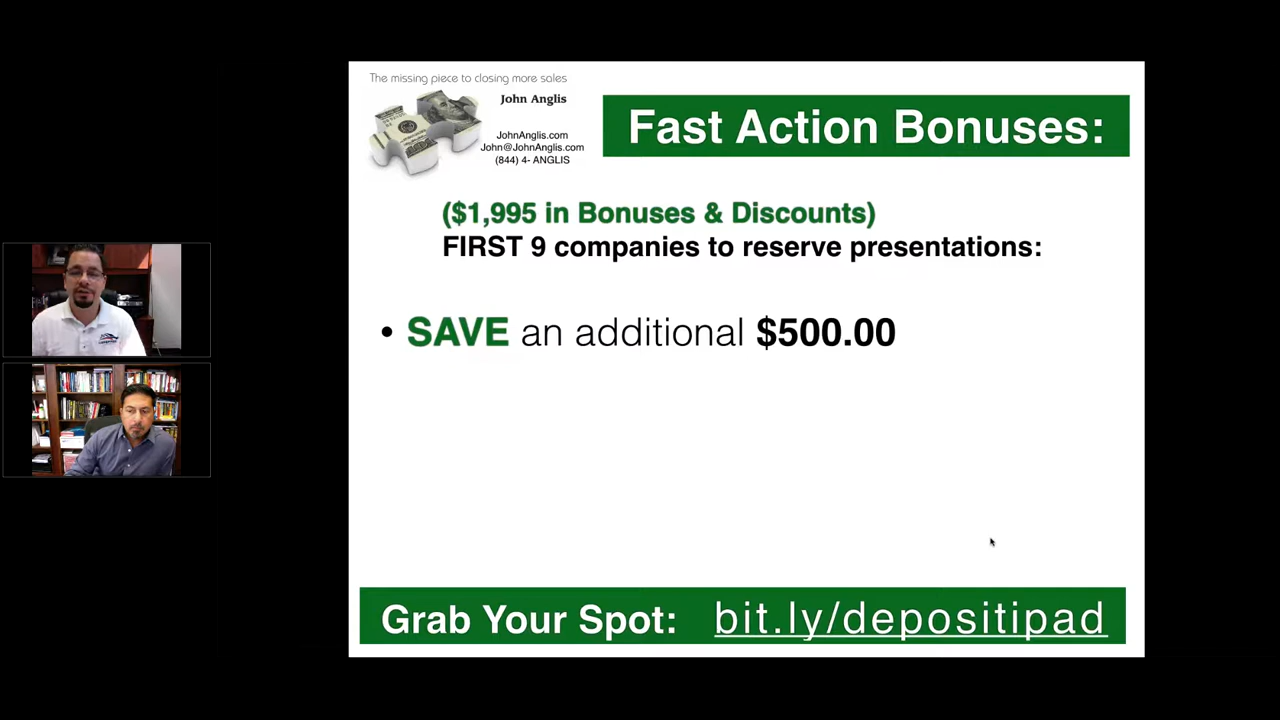 The missing piece to closing more sales
John Anglis
JohnAnglis.com
John@JohnAnglis.com
(844) 4- ANGLIS
Fast Action Bonuses:
($1,995 in Bonuses & Discounts)
FIRST 9 companies to reserve presentations:
• SAVE an additional $500.00
Grab Your Spot: bit.ly/depositipad